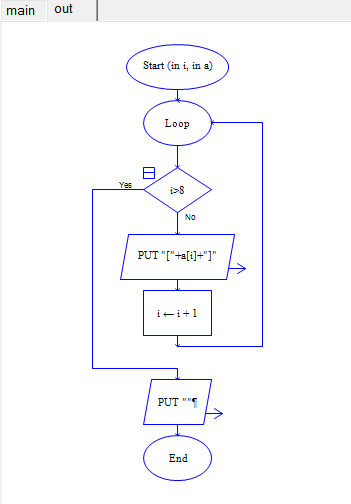 main out
Start (in i, in a)
Loop
i>8
Yes
No
PUT "["+a[i]+"]"
i ← i + 1
PUT ""¶
End